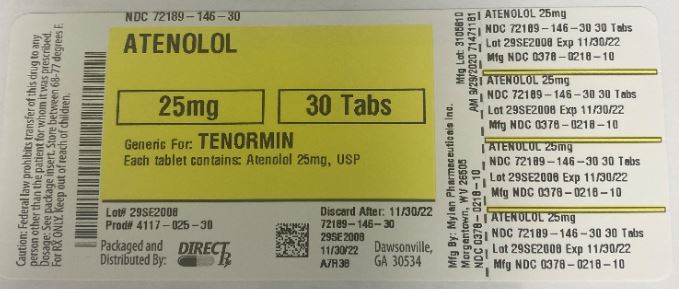 NDC 72189-146-30
ATENOLOL
25mg
30 Tabs
Generic For: TENORMIN
Each tablet contains: Atenolol 25mg, USP
Caution: Federal law prohibits transfer of this drug to any
person other than the patient for whom it was prescribed.
Dosage: See package insert. Store between 68-77 degrees F.
For RX ONLY. Keep out of reach of children.
Lot# 29SE2008
Prod# 4117-025-30
Packaged and
Distributed By:
DIRECT Rx
Discard After: 11/30/22
72189-146-30
29SE2008
11/30/22
A7R38
Dawsonville,
GA 30534
Mfg Lot: 3105810
AM 9/29/2020 71471181
Mfg By: Mylan Pharmaceuticals Inc.
Morgantown, WV 26505
NDC 0378-0218-10
ATENOLOL 25mg
NDC 72189-146-30 30 Tabs
Lot 29SE2008 Exp 11/30/22
Mfg NDC 0378-0218-10
ATENOLOL 25mg
NDC 72189-146-30 30 Tabs
Lot 29SE2008 Exp 11/30/22
Mfg NDC 0378-0218-10
ATENOLOL 25mg
NDC 72189-146-30 30 Tabs
Lot 29SE2008 Exp 11/30/22
Mfg NDC 0378-0218-10
ATENOLOL 25mg
NDC 72189-146-30 30 Tabs
Lot 29SE2008 Exp 11/30/22
Mfg NDC 0378-0218-10